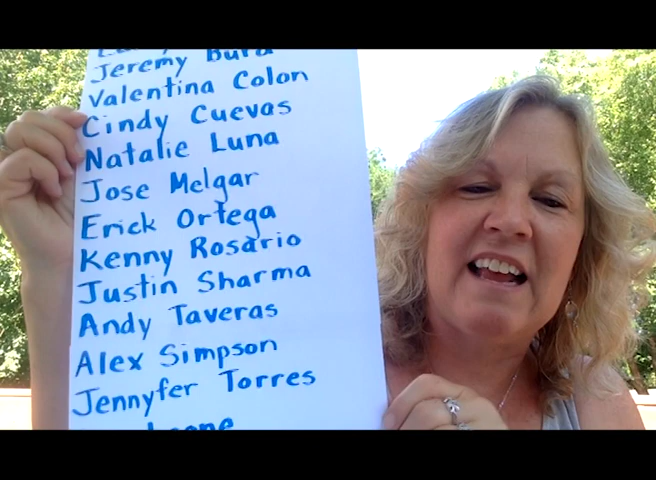 Jeremy
Valentina Colon
Cindy Cuevas
Natalie Luna
Jose Melgar
Erick Ortega
Kenny Rosario
Justin Sharma
Andy Taveras
Alex Simpson
Jennyfer Torres